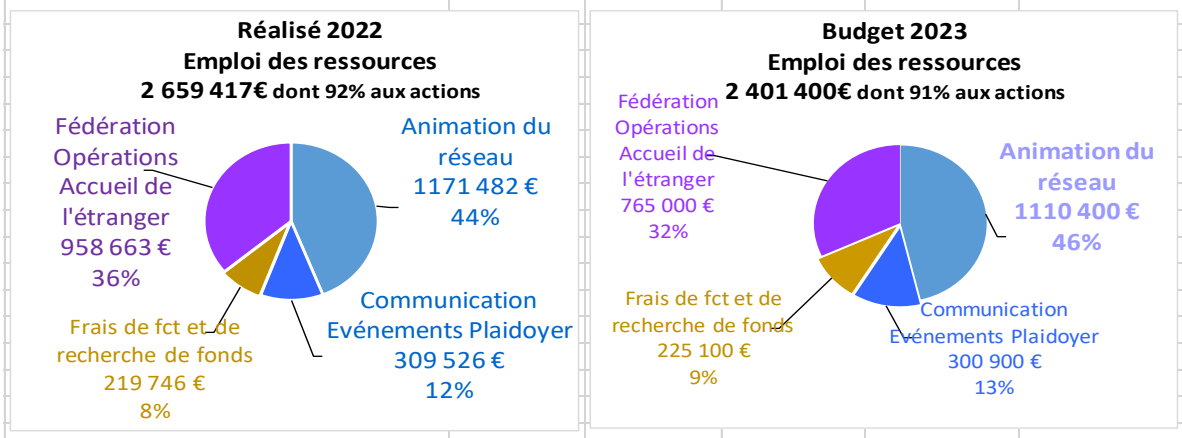 Réalisé 2022
Emploi des ressources
2 659 417€ dont 92% aux actions
Fédération
Opérations
Accueil de
l'étranger
958 663 €
36%
Animation du
réseau
1171 482 €
44%
Communication
Evénements Plaidoyer
309 526 €
12%
Frais de fct et de
recherche de fonds
219 746 €
8%
Budget 2023
Emploi des ressources
2 401 400€ dont 91% aux actions
Fédération
Opérations
Accueil de
l'étranger
765 000 €
32%
Animation du
réseau
1110 400 €
46%
Frais de fct et de
recherche de fonds
225 100 €
9%
Communication
Evénements Plaidoyer
300 900 €
13%